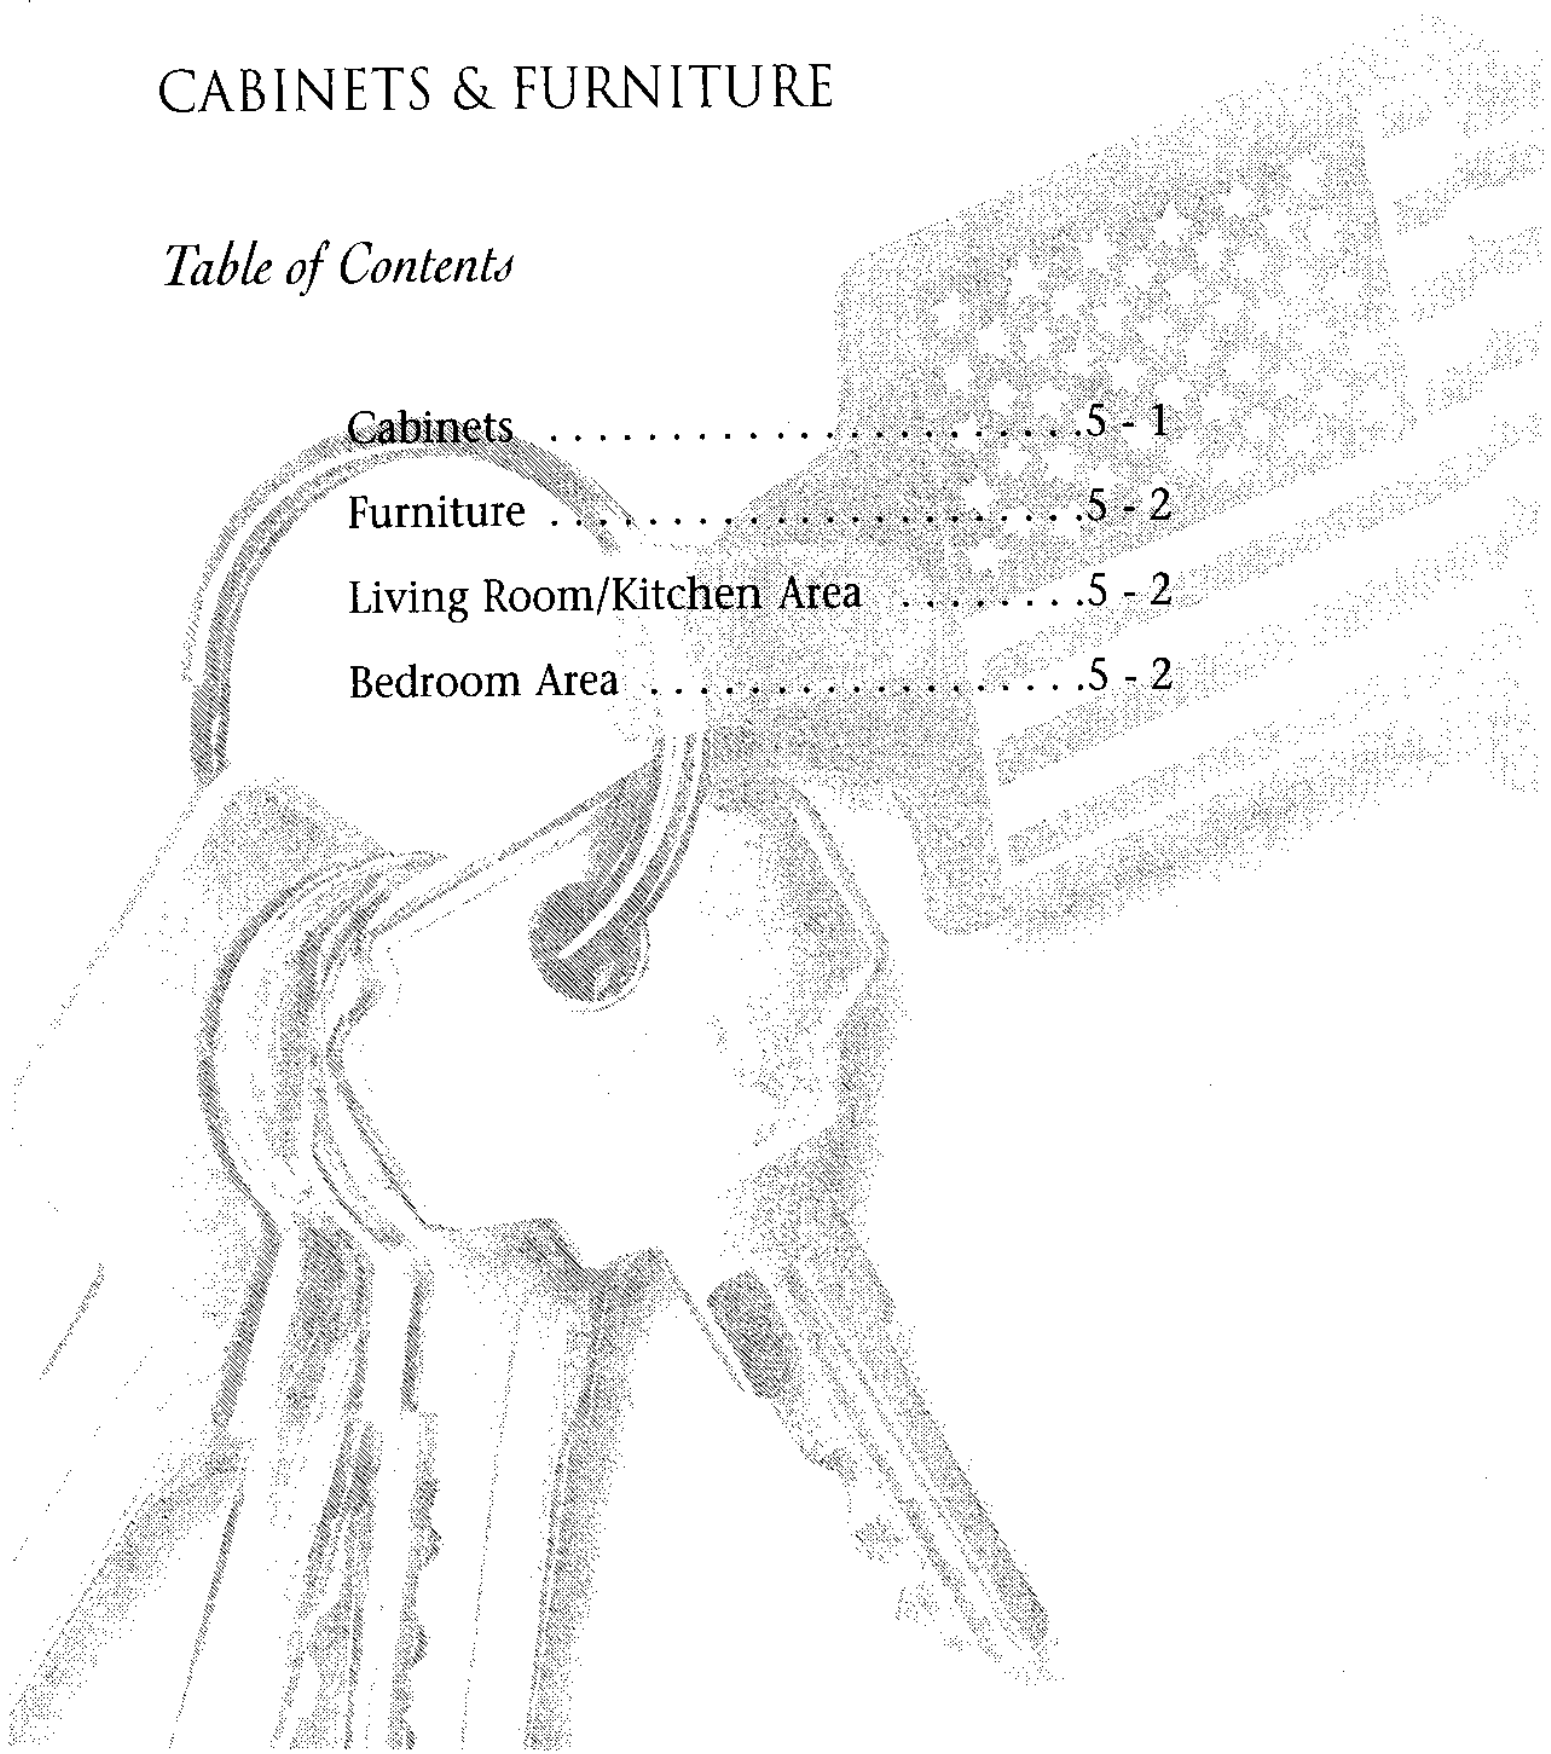 CABINETS & FURNITURE
Table of Contents
Cabinets . . . . . . . . . . . . . . . . . . . . . .5 - 1
Furniture . . . . . . . . . . . . . . . . . . . . . .5 - 2
Living Room/Kitchen Area . . . . . . . .5 - 2
Bedroom Area . . . . . . . . . . . . . . . . . .5 - 2